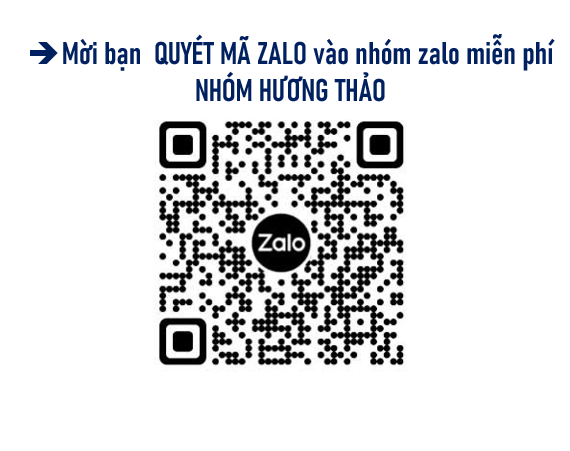 ➔ Mời bạn QUYÉT MÃ ZALO vào nhóm zalo miễn phí
NHÓM HƯƠNG THẢO
Zalo